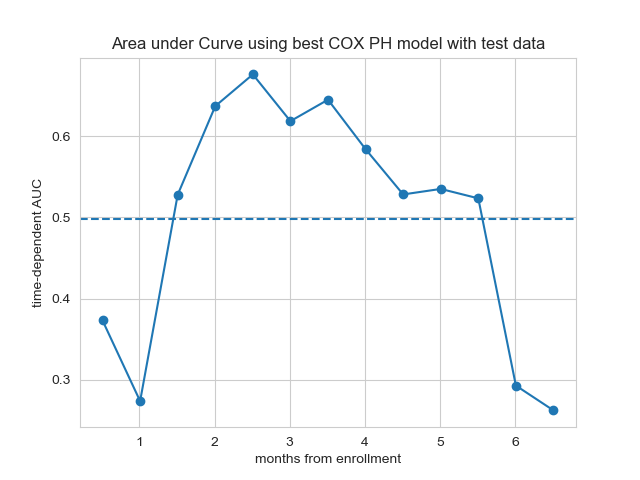 Area under Curve using best COX PH model with test data
time-dependent AUC
0.6
0.5
0.4
0.3
1 2 3 4 5 6
months from enrollment